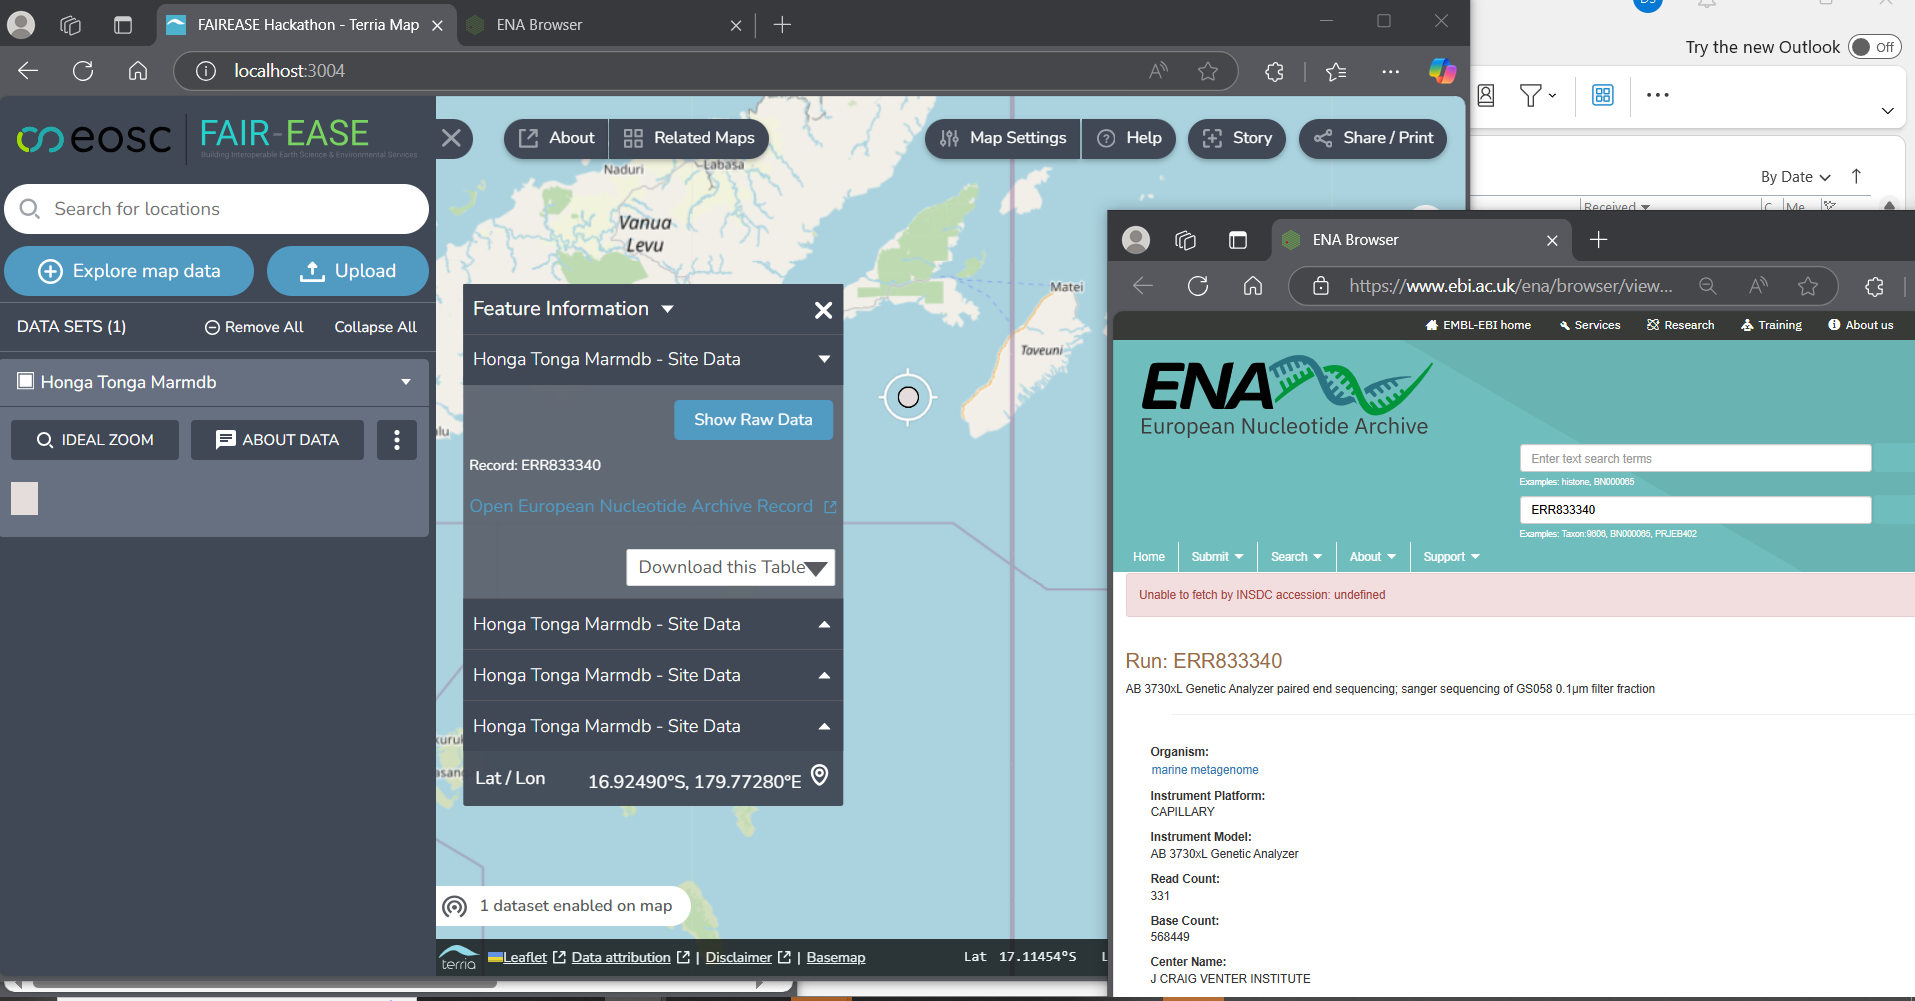 FAIREASE Hackathon - Terria Map
ENA Browser
localhost:3004
Try the new Outlook
Off
By Date
Received
C
Me
eosc
FAIR-EASE
Building Interoperable Earth Science & Environmental Services
Search for locations
Explore map data
Upload
DATA SETS (1)
Remove All
Collapse All
Honga Tonga Marmdb
IDEAL ZOOM
ABOUT DATA
About
Related Maps
Map Settings
Help
Story
Share / Print
Naduri
Labasa
Vanua
Levu
Matei
Taveuni
Feature Information
Honga Tonga Marmdb - Site Data
Show Raw Data
Record: ERR833340
Open European Nucleotide Archive Record
Download this Table
Honga Tonga Marmdb - Site Data
Honga Tonga Marmdb - Site Data
Honga Tonga Marmdb - Site Data
Lat / Lon
16.92490°S, 179.77280°E
1 dataset enabled on map
terria
Leaflet
Data attribution
|
Disclaimer
|
Basemap
Lat 17.11454°S
ENA Browser
https://www.ebi.ac.uk/ena/browser/view...
EMBL-EBI home
Services
Research
Training
About us
ENA
European Nucleotide Archive
Enter text search terms
Examples: histone, BN000065
ERR833340
Examples: Taxon:9606, BN000065, PRJEB402
Home
Submit
Search
About
Support
Unable to fetch by INSDC accession: undefined
Run: ERR833340
AB 3730xL Genetic Analyzer paired end sequencing; sanger sequencing of GS058 0.1µm filter fraction
Organism:
marine metagenome
Instrument Platform:
CAPILLARY
Instrument Model:
AB 3730xL Genetic Analyzer
Read Count:
331
Base Count:
568449
Center Name:
J CRAIG VENTER INSTITUTE